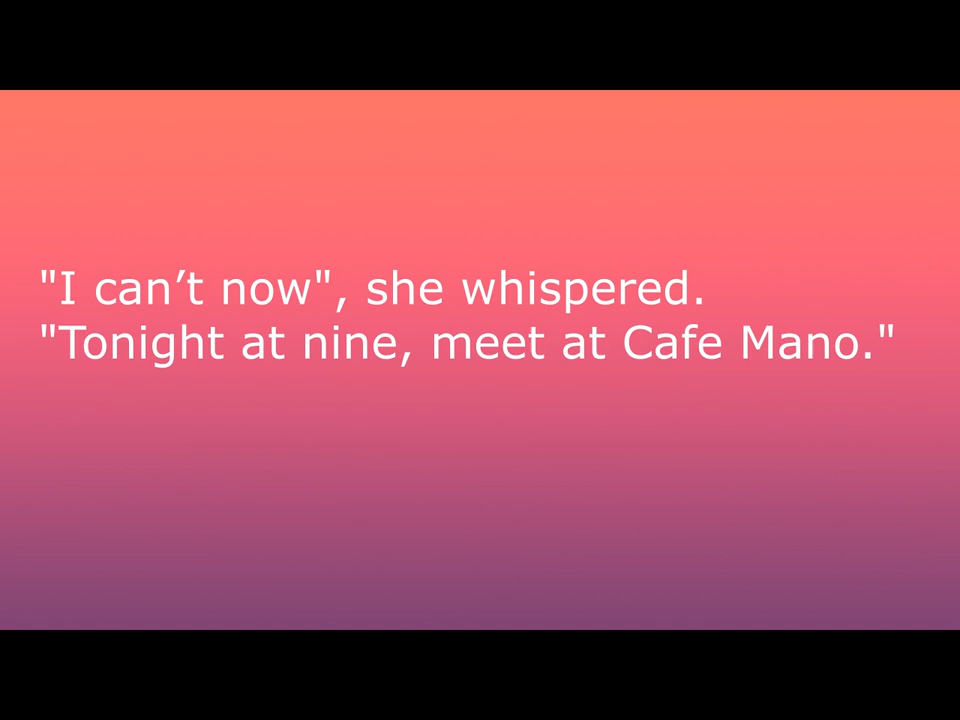 "I can’t now", she whispered.
"Tonight at nine, meet at Cafe Mano."